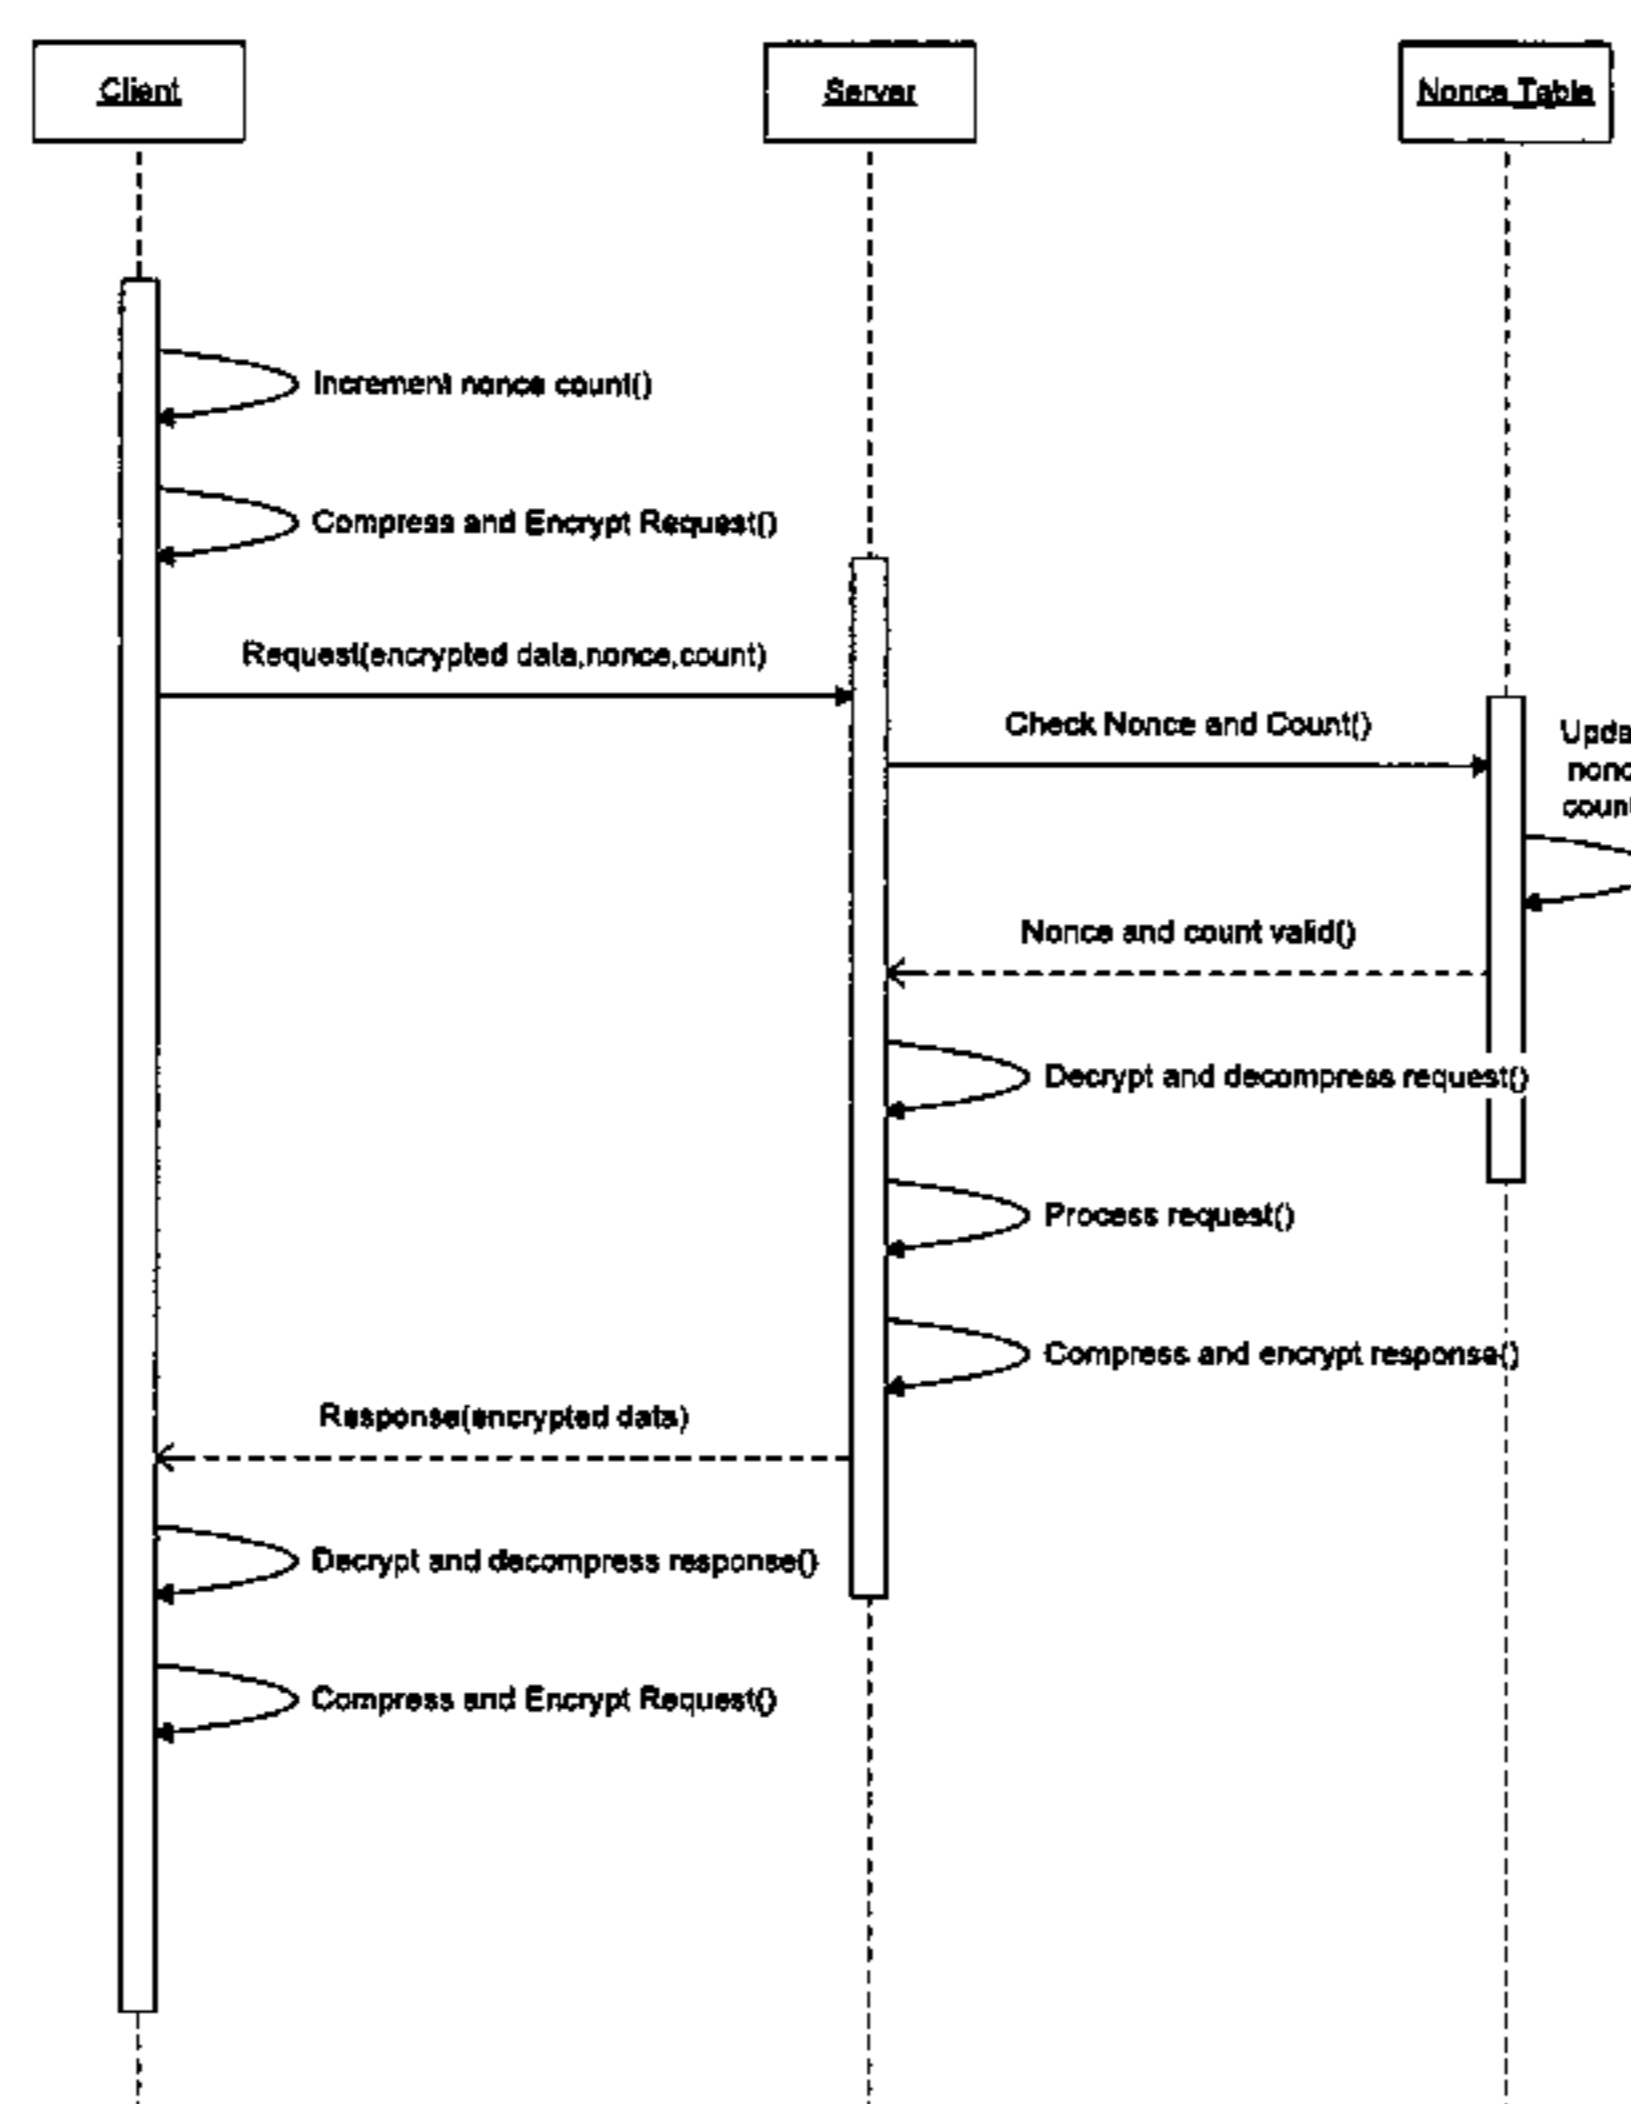 Client
Server
Nonce Table
Increment nonce count()
Compress and Encrypt Request()
Request(encrypted data,nonce,count)
Check Nonce and Count()
Nonce and count valid()
Decrypt and decompress request()
Process request()
Compress and encrypt response()
Response(encrypted data)
Decrypt and decompress response()
Compress and Encrypt Request()